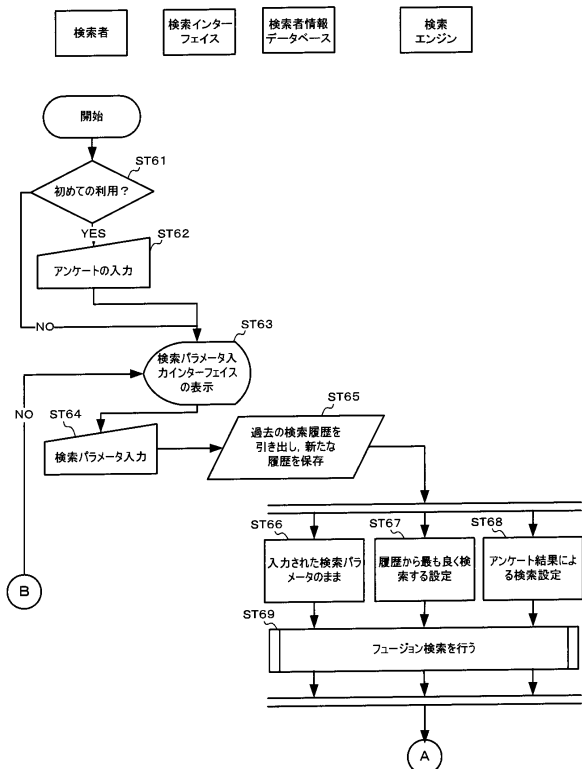 検索者
検索インター
フェイス
検索者情報
データベース
検索
エンジン
開始
ST61
初めての利用？
YES
ST62
アンケートの入力
NO
ST63
検索パラメータ入
力インターフェイス
の表示
NO
ST64
検索パラメータ入力
ST65
過去の検索履歴を
引き出し，新たな
履歴を保存
ST66
入力された検索パラ
メータのまま
ST67
履歴から最も良く検
索する設定
ST68
アンケート結果によ
る検索設定
B
ST69
フュージョン検索を行う
A